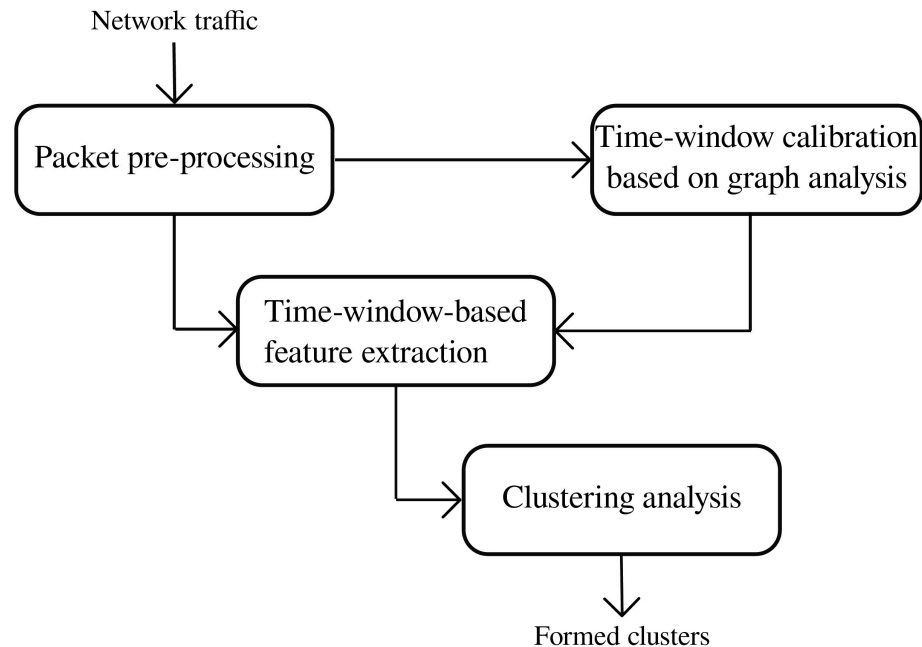 Network traffic
Packet pre-processing
Time-window calibration
based on graph analysis
Time-window-based
feature extraction
Clustering analysis
Formed clusters